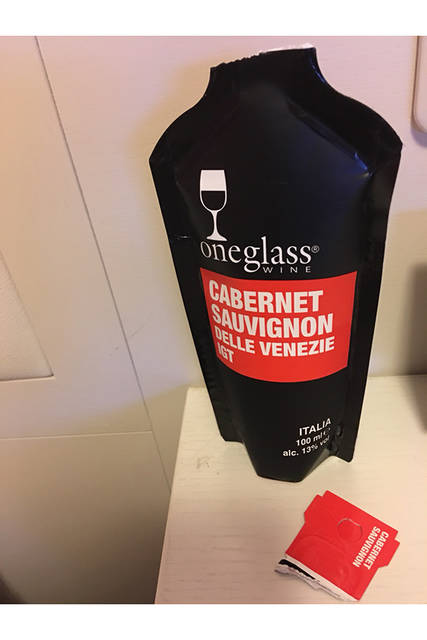 oneglass®
WINE
CABERNET
SAUVIGNON
DELLE VENEZIE
IGT
ITALIA
100 ml e
alc. 13% vol
CABERNET
SAUVIGNON